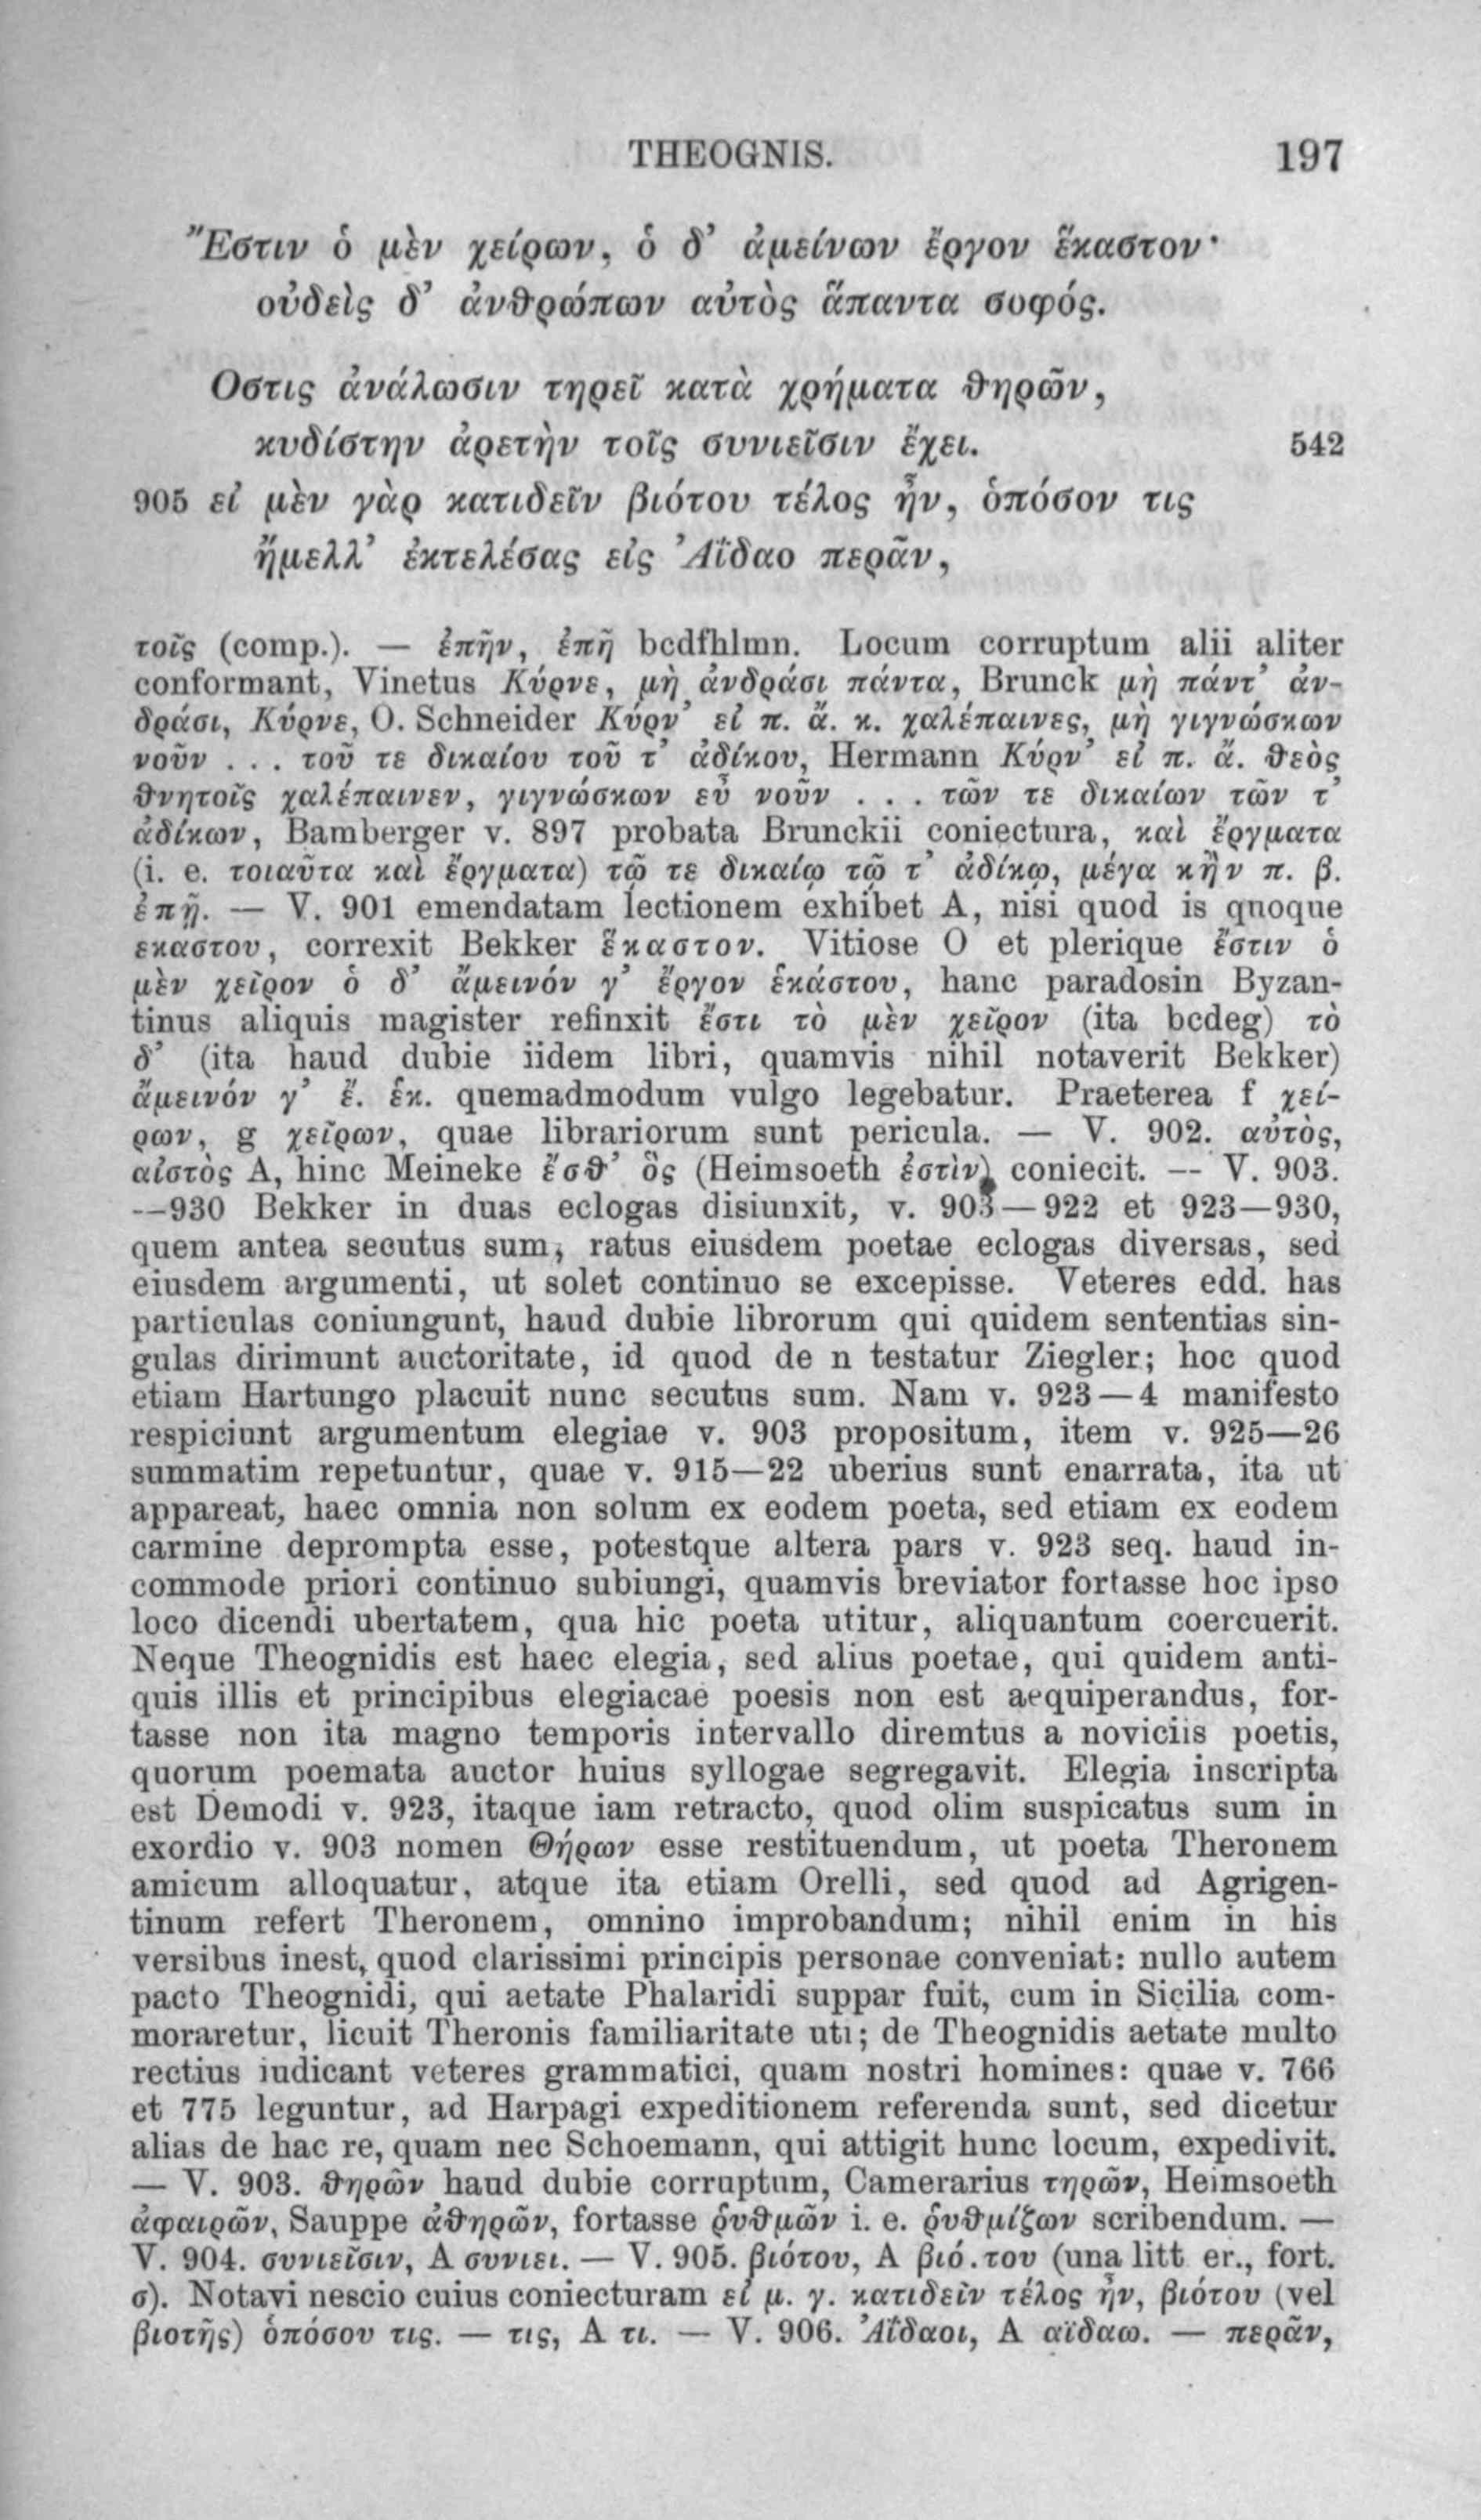 THEOGNIS. 197
Ἔστιν ὁ μὲν χείρων, ὁ δ’ ἀμείνων ἔργον ἕκαστον·
οὐδεὶς δ’ ἀνθρώπων αὐτὸς ἅπαντα σοφός.
Οστις ἀνάλωσιν τηρεῖ κατὰ χρήματα θηρῶν,
κυδίστην ἀρετὴν τοῖς συνιεῖσιν ἔχει. 542
905 εἰ μὲν γὰρ κατιδεῖν βιότου τέλος ἦν, ὁπόσον τις
ἤμελλ’ ἐκτελέσας εἰς Ἀΐδαο περᾶν,
τοῖς (comp.). — ἐπῆν, ἐπῆ bcdfhlmn. Locum corruptum alii aliter
conformant, Vinetus Κύρνε, μὴ ἀνδράσι πάντα, Brunck μὴ πάντ’ ἀν-
δράσι, Κύρνε, O. Schneider Κύρν’ εἰ π. ἄ. κ. χαλέπαινες, μὴ γιγνώσκων
νοῦν . . . τοῦ τε δικαίου τοῦ τ’ ἀδίκου, Hermann Κύρν’ εἰ π. ἄ. θεὸς
θνητοῖς χαλέπαινεν, γιγνώσκων εὖ νοῦν . . . τῶν τε δικαίων τῶν τ’
ἀδίκων, Bamberger v. 897 probata Brunckii coniectura, καὶ ἔργματα
(i. e. τοιαῦτα καὶ ἔργματα) τῷ τε δικαίῳ τῷ τ’ ἀδίκῳ, μέγα κἢν π. β.
ἐπῇ. — V. 901 emendatam lectionem exhibet A, nisi quod is quoque
εκαστου, correxit Bekker ἕκαστον. Vitiose O et plerique ἔστιν ὁ
μὲν χεῖρον ὁ δ’ ἄμεινόν γ’ ἔργον ἑκάστου, hanc paradosin Byzan-
tinus aliquis magister refinxit ἔστι τὸ μὲν χεῖρον (ita bcdeg) τὸ
δ’ (ita haud dubie iidem libri, quamvis nihil notaverit Bekker)
ἄμεινόν γ’ ἔ. ἑκ. quemadmodum vulgo legebatur. Praeterea f χεί-
ρων, g χεῖρων, quae librariorum sunt pericula. — V. 902. αὐτὸς,
αἰστὸς A, hinc Meineke ἔσθ’ ὃς (Heimsoeth ἐστὶν) coniecit. — V. 903.
—930 Bekker in duas eclogas disiunxit, v. 903—922 et 923—930,
quem antea secutus sum, ratus eiusdem poetae eclogas diversas, sed
eiusdem argumenti, ut solet continuo se excepisse. Veteres edd. has
particulas coniungunt, haud dubie librorum qui quidem sententias sin-
gulas dirimunt auctoritate, id quod de n testatur Ziegler; hoc quod
etiam Hartungo placuit nunc secutus sum. Nam v. 923—4 manifesto
respiciunt argumentum elegiae v. 903 propositum, item v. 925—26
summatim repetuntur, quae v. 915—22 uberius sunt enarrata, ita ut
appareat, haec omnia non solum ex eodem poeta, sed etiam ex eodem
carmine deprompta esse, potestque altera pars v. 923 seq. haud in-
commode priori continuo subiungi, quamvis breviator fortasse hoc ipso
loco dicendi ubertatem, qua hic poeta utitur, aliquantum coercuerit.
Neque Theognidis est haec elegia, sed alius poetae, qui quidem anti-
quis illis et principibus elegiacae poesis non est aequiperandus, for-
tasse non ita magno temporis intervallo diremtus a noviciis poetis,
quorum poemata auctor huius syllogae segregavit. Elegia inscripta
est Demodi v. 923, itaque iam retracto, quod olim suspicatus sum in
exordio v. 903 nomen Θήρων esse restituendum, ut poeta Theronem
amicum alloquatur, atque ita etiam Orelli, sed quod ad Agrigen-
tinum refert Theronem, omnino improbandum; nihil enim in his
versibus inest, quod clarissimi principis personae conveniat: nullo autem
pacto Theognidi, qui aetate Phalaridi suppar fuit, cum in Sicilia com-
moraretur, licuit Theronis familiaritate uti; de Theognidis aetate multo
rectius iudicant veteres grammatici, quam nostri homines: quae v. 766
et 775 leguntur, ad Harpagi expeditionem referenda sunt, sed dicetur
alias de hac re, quam nec Schoemann, qui attigit hunc locum, expedivit.
— V. 903. θηρῶν haud dubie corruptum, Camerarius τηρῶν, Heimsoeth
ἀφαιρῶν, Sauppe ἀθηρῶν, fortasse ῥυθμῶν i. e. ῥυθμίζων scribendum. —
V. 904. συνιεῖσιν, A συνιει. — V. 905. βιότου, A βιό.του (una litt er., fort.
σ). Notavi nescio cuius coniecturam εἰ μ. γ. κατιδεῖν τέλος ἦν, βιότου (vel
βιοτῆς) ὁπόσον τις. — τις, A τι. — V. 906. Ἀΐδαοι, A αϊδαω. — περᾶν,